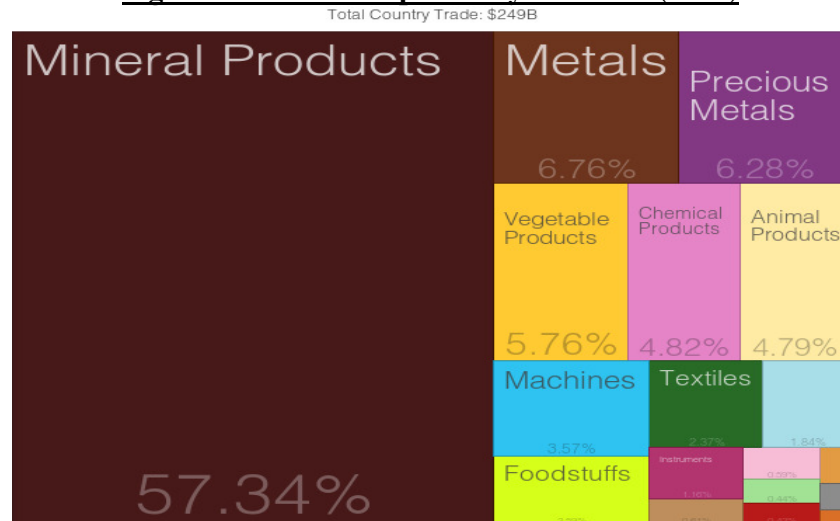 Total Country Trade: $249B
Mineral Products
57.34%
Metals
6.76%
Precious
Metals
6.28%
Vegetable
Products
5.76%
Chemical
Products
4.82%
Animal
Products
4.79%
Machines
3.57%
Textiles
2.37%
1.84%
Foodstuffs
Instruments
1.16%
0.59%
0.44%